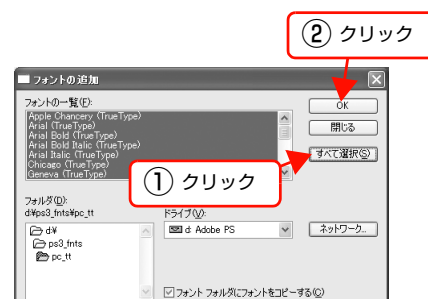 ② クリック
フォントの追加
フォントの一覧(F):
Apple Chancery (TrueType)
Arial (TrueType)
Arial Bold (TrueType)
Arial Bold Italic (TrueType)
Arial Italic (TrueType)
Chicago (TrueType)
Geneva (TrueType)
OK
閉じる
すべて選択(S)
① クリック
フォルダ(D):
d:¥ps3_fnts¥pc_tt
d:¥
ps3_fnts
pc_tt
ドライブ(V):
d: Adobe PS
ネットワーク...
フォント フォルダにフォントをコピーする(C)